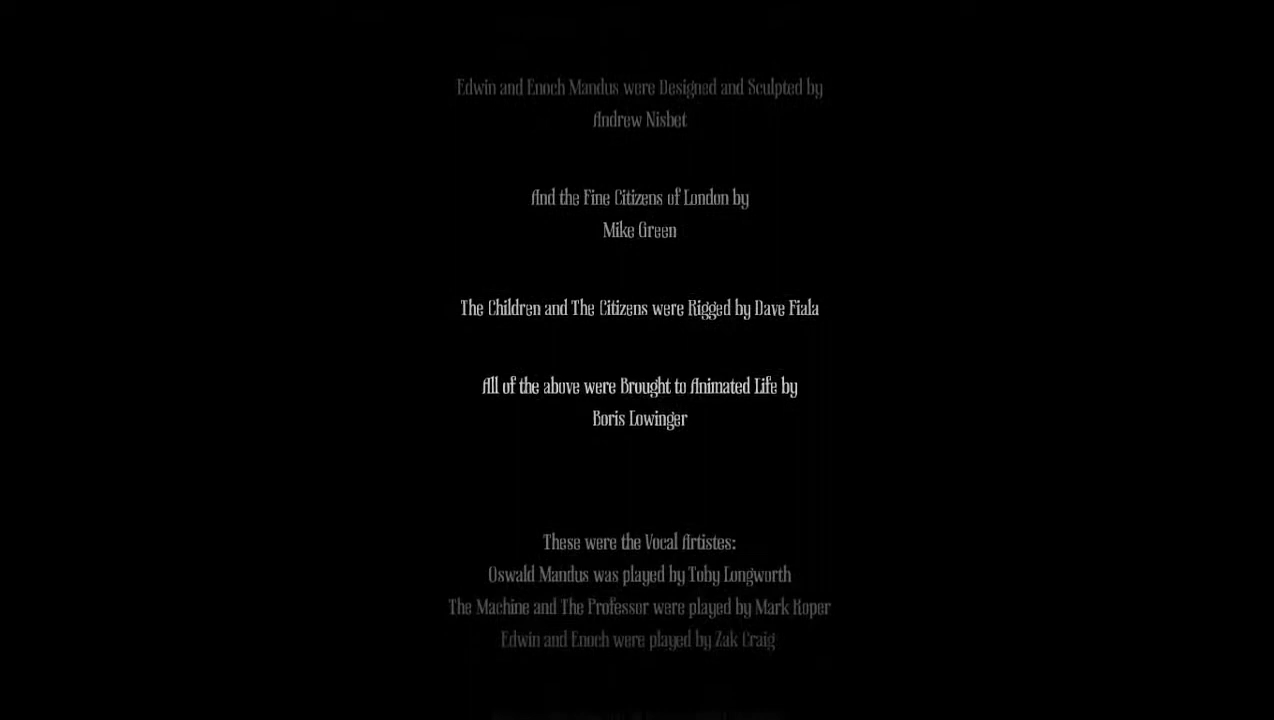 Edwin and Enoch Mandus were Designed and Sculpted by
Andrew Nisbet
And the Fine Citizens of London by
Mike Green
The Children and The Citizens were Rigged by Dave Fiala
All of the above were Brought to Animated Life by
Boris Lowinger
These were the Vocal Artistes:
Oswald Mandus was played by Toby Longworth
The Machine and The Professor were played by Mark Roper
Edwin and Enoch were played by Zak Craig